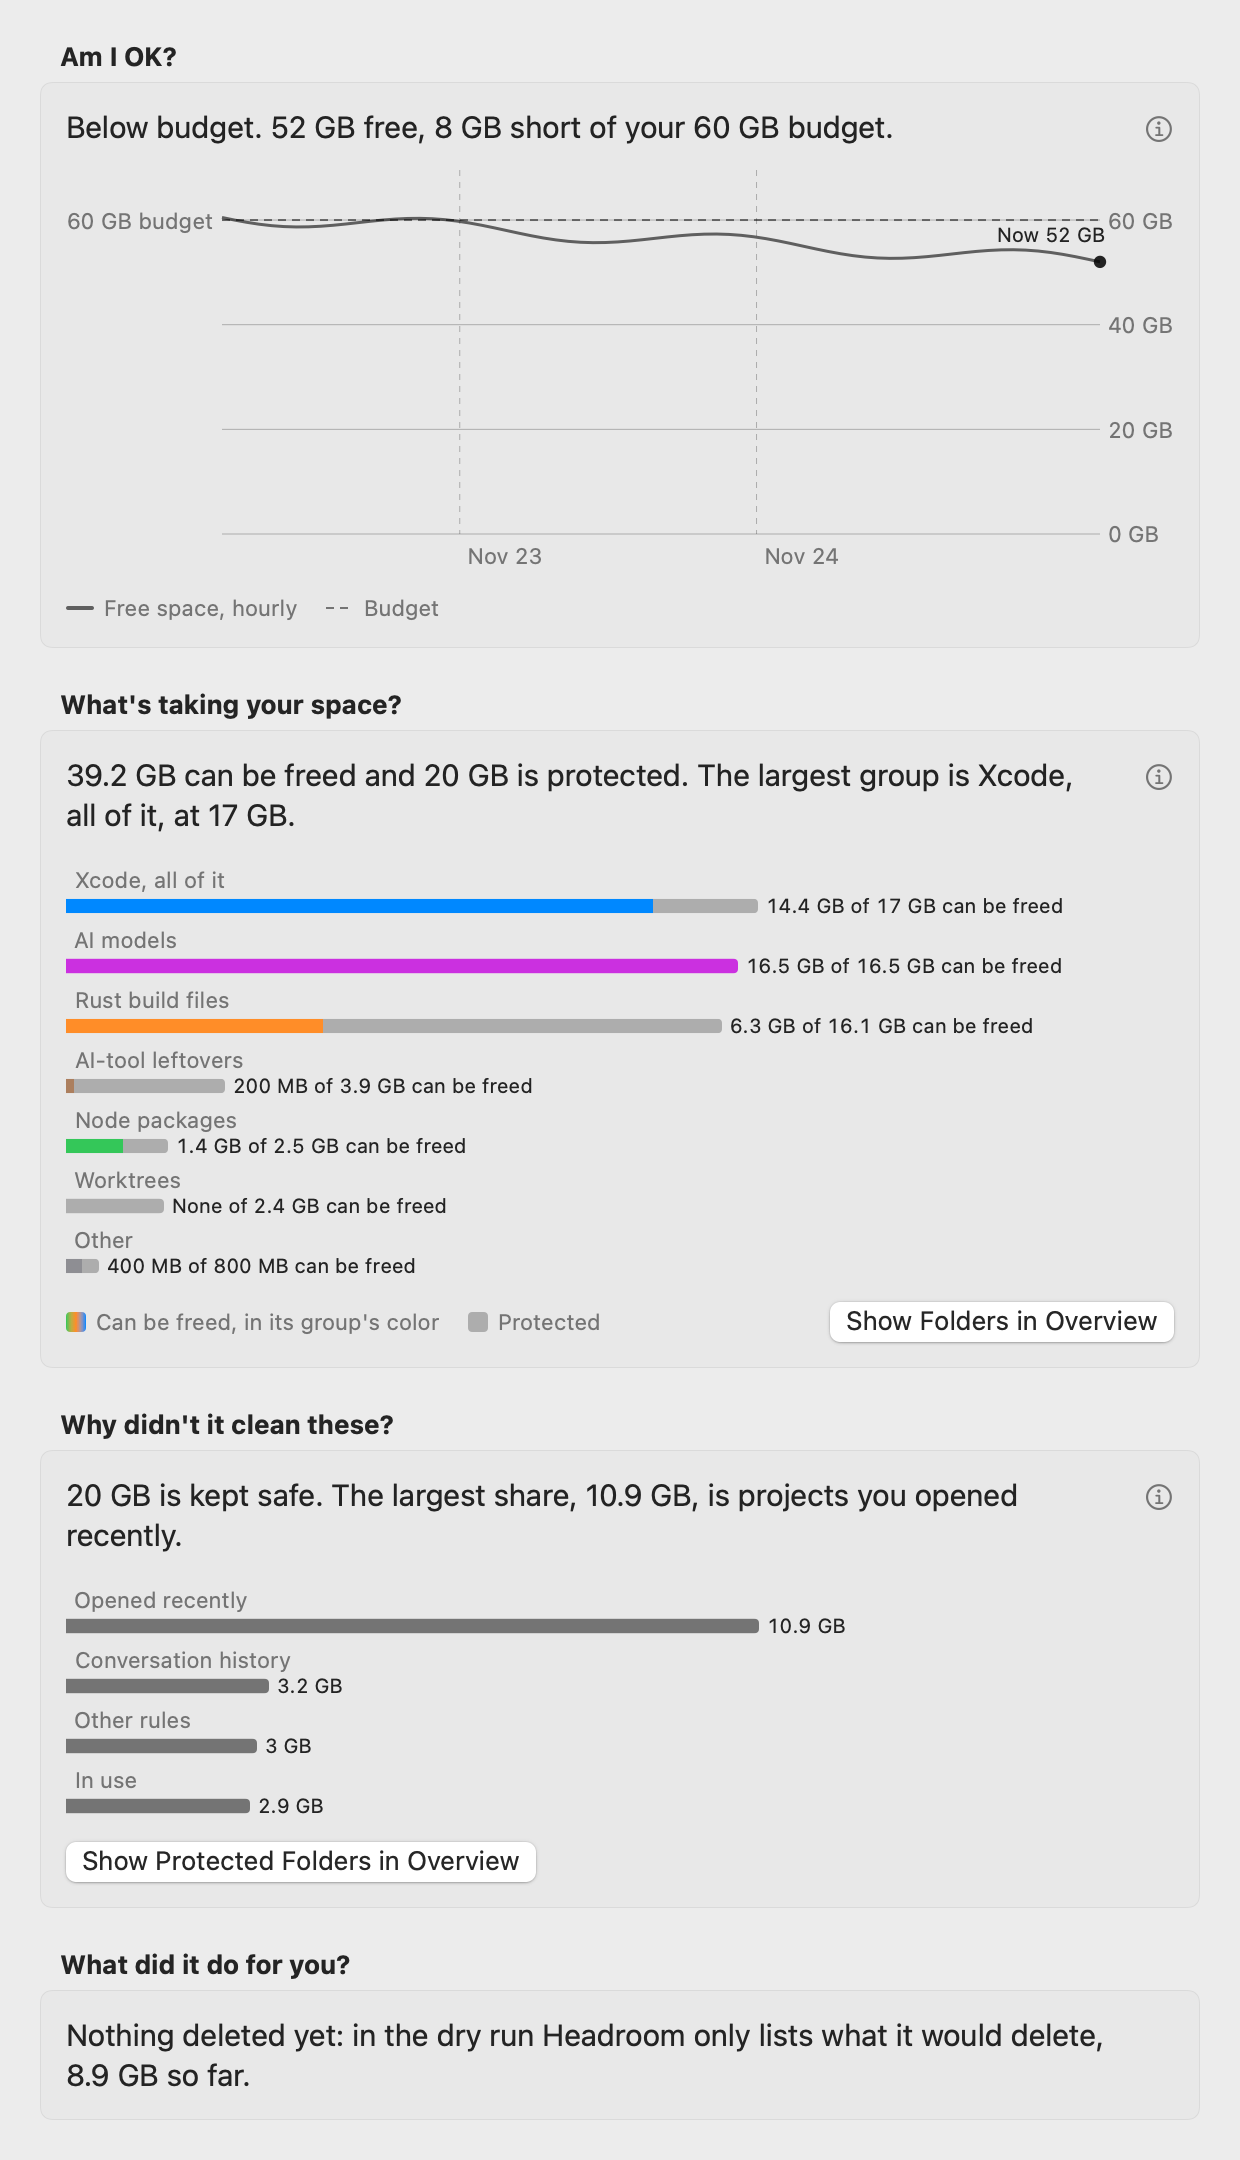 Am I OK?
Below budget. 52 GB free, 8 GB short of your 60 GB budget.
60 GB budget
60 GB
Now 52 GB
40 GB
20 GB
0 GB
Nov 23
Nov 24
Free space, hourly
Budget
What's taking your space?
39.2 GB can be freed and 20 GB is protected. The largest group is Xcode,
all of it, at 17 GB.
Xcode, all of it
14.4 GB of 17 GB can be freed
AI models
16.5 GB of 16.5 GB can be freed
Rust build files
6.3 GB of 16.1 GB can be freed
AI-tool leftovers
200 MB of 3.9 GB can be freed
Node packages
1.4 GB of 2.5 GB can be freed
Worktrees
None of 2.4 GB can be freed
Other
400 MB of 800 MB can be freed
Can be freed, in its group's color
Protected
Show Folders in Overview
Why didn't it clean these?
20 GB is kept safe. The largest share, 10.9 GB, is projects you opened
recently.
Opened recently
10.9 GB
Conversation history
3.2 GB
Other rules
3 GB
In use
2.9 GB
Show Protected Folders in Overview
What did it do for you?
Nothing deleted yet: in the dry run Headroom only lists what it would delete,
8.9 GB so far.